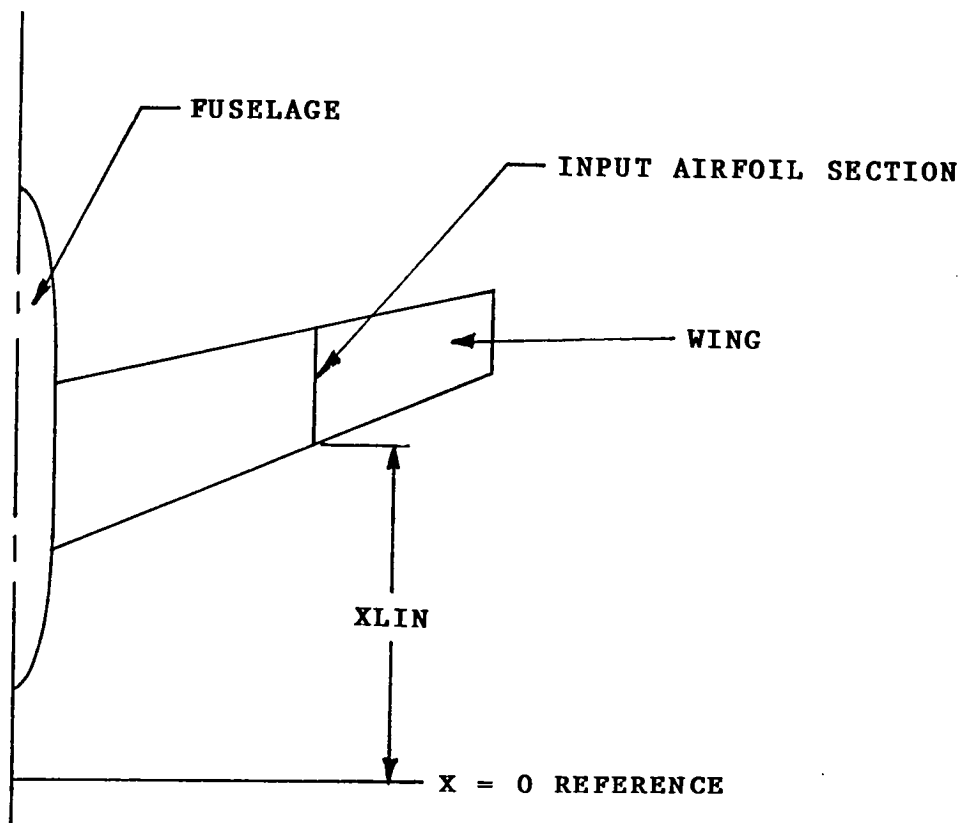 FUSELAGE
INPUT AIRFOIL SECTION
WING
XLIN
X = 0 REFERENCE